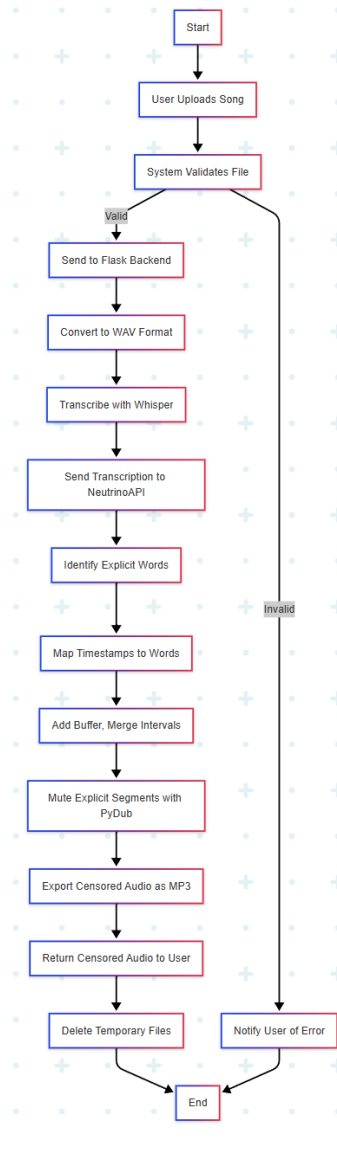 Start
User Uploads Song
System Validates File
Valid
Send to Flask Backend
Convert to WAV Format
Transcribe with Whisper
Send Transcription to
NeutrinoAPI
Identify Explicit Words
Invalid
Map Timestamps to Words
Add Buffer, Merge Intervals
Mute Explicit Segments with
PyDub
Export Censored Audio as MP3
Return Censored Audio to User
Delete Temporary Files
Notify User of Error
End